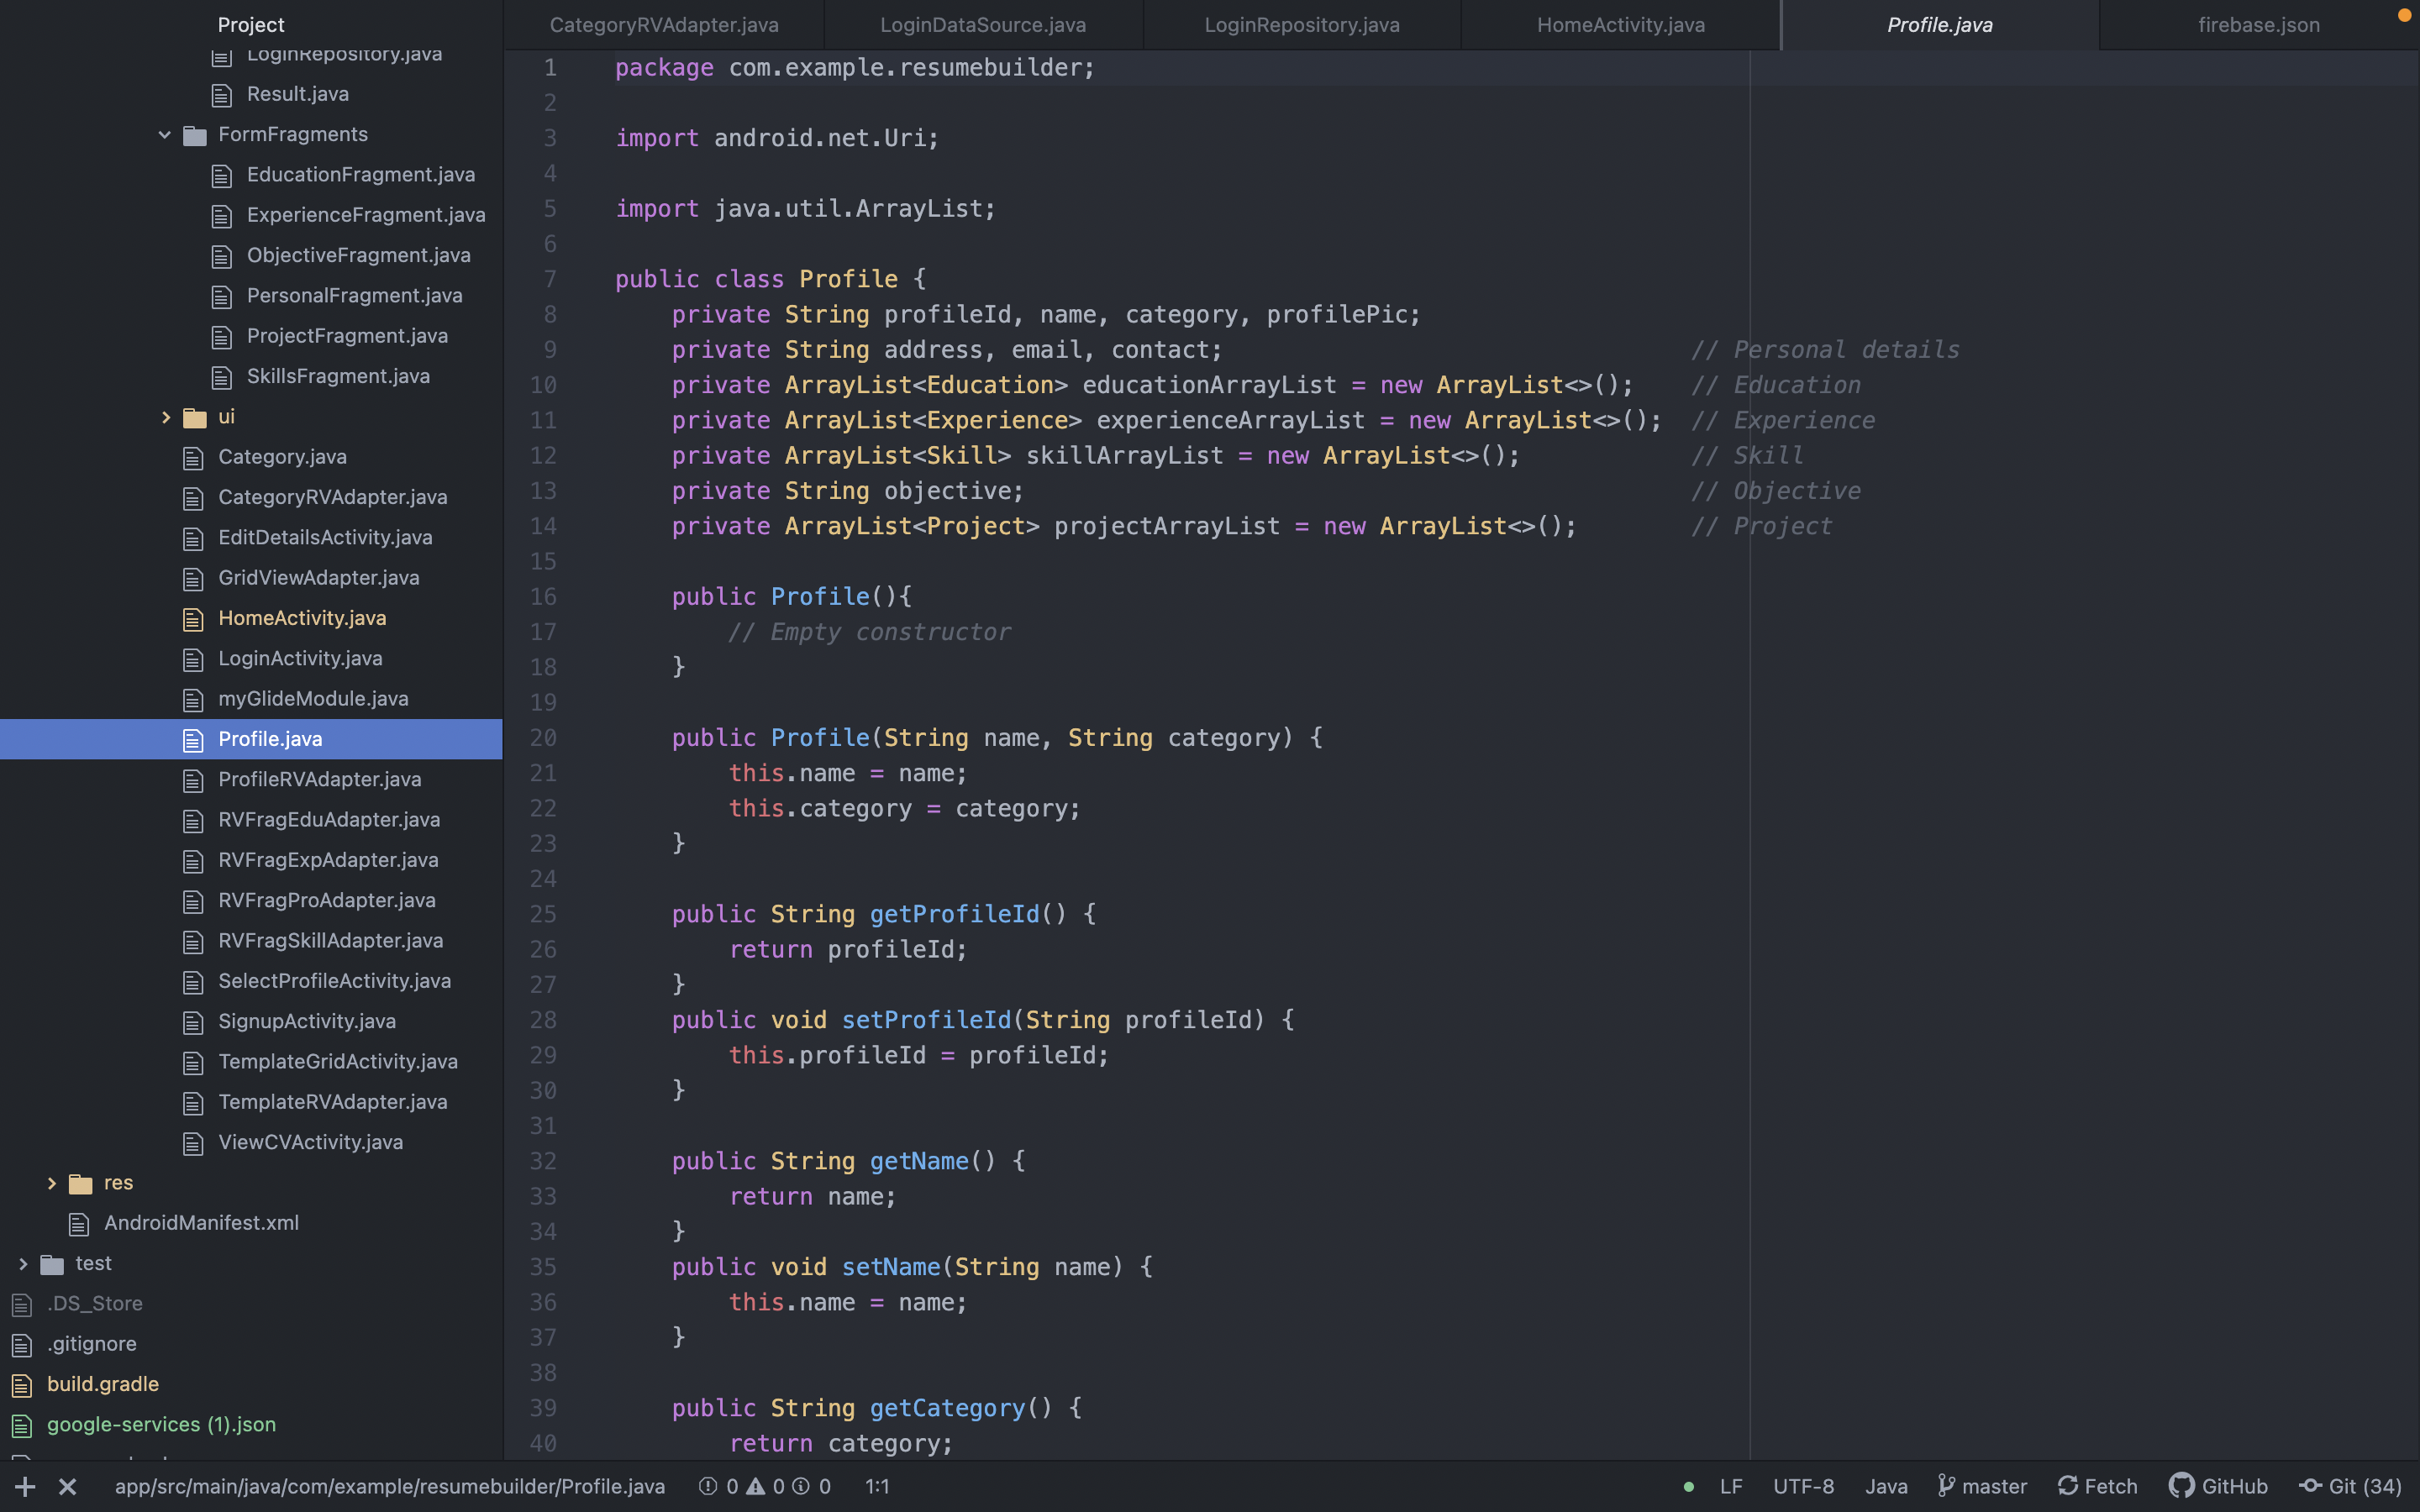 Project
LoginRepository.java
Result.java
FormFragments
EducationFragment.java
ExperienceFragment.java
ObjectiveFragment.java
PersonalFragment.java
ProjectFragment.java
SkillsFragment.java
ui
Category.java
CategoryRVAdapter.java
EditDetailsActivity.java
GridViewAdapter.java
HomeActivity.java
LoginActivity.java
myGlideModule.java
Profile.java
ProfileRVAdapter.java
RVFragEduAdapter.java
RVFragExpAdapter.java
RVFragProAdapter.java
RVFragSkillAdapter.java
SelectProfileActivity.java
SignupActivity.java
TemplateGridActivity.java
TemplateRVAdapter.java
ViewCVActivity.java
res
AndroidManifest.xml
test
.DS_Store
.gitignore
build.gradle
google-services (1).json
CategoryRVAdapter.java LoginDataSource.java LoginRepository.java HomeActivity.java Profile.java firebase.json
1 package com.example.resumebuilder;
2
3 import android.net.Uri;
4
5 import java.util.ArrayList;
6
7 public class Profile {
8     private String profileId, name, category, profilePic;
9     private String address, email, contact;                                 // Personal details
10     private ArrayList<Education> educationArrayList = new ArrayList<>();    // Education
11     private ArrayList<Experience> experienceArrayList = new ArrayList<>();  // Experience
12     private ArrayList<Skill> skillArrayList = new ArrayList<>();            // Skill
13     private String objective;                                               // Objective
14     private ArrayList<Project> projectArrayList = new ArrayList<>();        // Project
15
16     public Profile(){
17         // Empty constructor
18     }
19
20     public Profile(String name, String category) {
21         this.name = name;
22         this.category = category;
23     }
24
25     public String getProfileId() {
26         return profileId;
27     }
28     public void setProfileId(String profileId) {
29         this.profileId = profileId;
30     }
31
32     public String getName() {
33         return name;
34     }
35     public void setName(String name) {
36         this.name = name;
37     }
38
39     public String getCategory() {
40         return category;
app/src/main/java/com/example/resumebuilder/Profile.java 0 0 0 1:1 LF UTF-8 Java master Fetch GitHub Git (34)